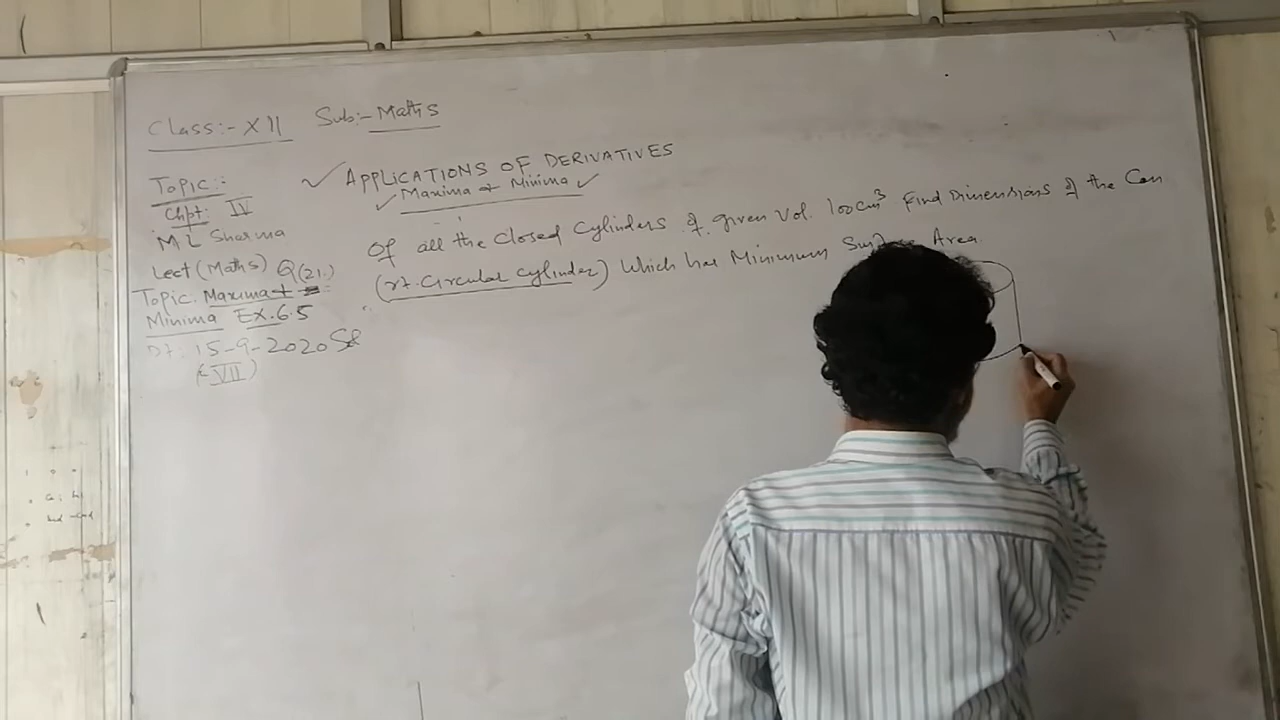 Class:- XII Sub:- Maths
✓ APPLICATIONS OF DERIVATIVES
✓ Maxima & Minima ✓
Topic:-
Chpt: IV
M L Sharma
Lect (Maths) Q(21.)
Topic. Maxima &
Minima EX. 6.5
Dt: 15-9-2020
(VII)
Of all the Closed Cylinders of given Vol. 100cm³ Find Dimensions of the Can
(rt. Circular Cylinder) Which has Minimum Surface Area